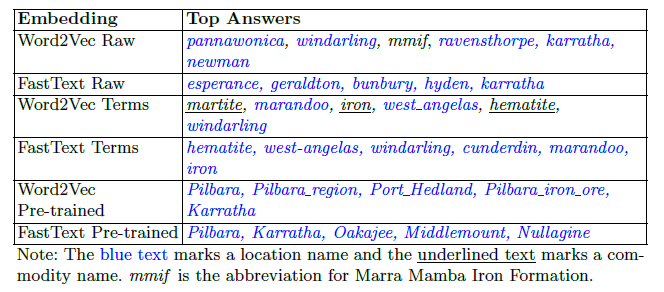 Embedding Top Answers
Word2Vec Raw pannawonica, windarling, mmif, ravensthorpe, karratha,
newman
FastText Raw esperance, geraldton, bunbury, hyden, karratha
Word2Vec Terms martite, marandoo, iron, west_angelas, hematite,
windarling
FastText Terms hematite, west-angelas, windarling, cunderdin, marandoo,
iron
Word2Vec Pilbara, Pilbara_region, Port_Hedland, Pilbara_iron_ore,
Pre-trained Karratha
FastText Pre-trained Pilbara, Karratha, Oakajee, Middlemount, Nullagine
Note: The blue text marks a location name and the underlined text marks a com-
modity name. mmif is the abbreviation for Marra Mamba Iron Formation.